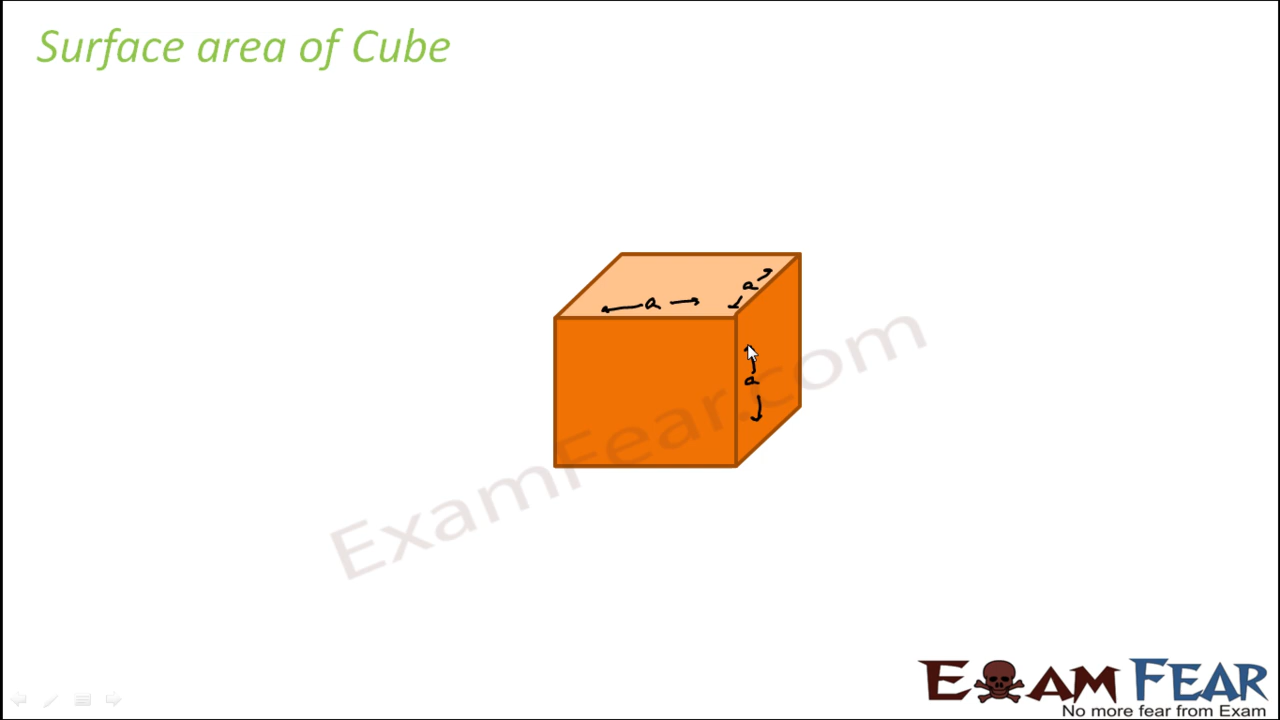 Surface area of Cube
a
a
a
ExamFear.com
EXAM FEAR
No more fear from Exam